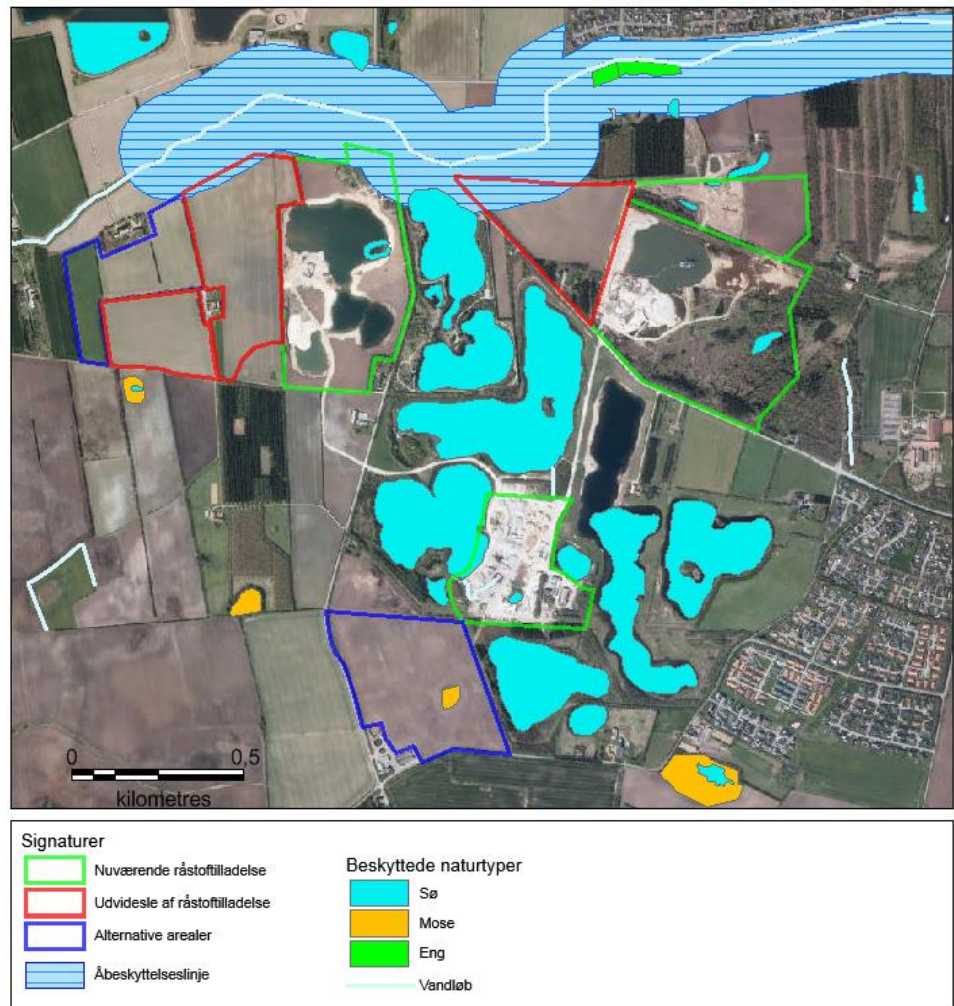 0 0,5
kilometres
Signaturer
Nuværende råstoftilladelse
Udvidesle af råstoftilladelse
Alternative arealer
Åbeskyttelseslinje
Beskyttede naturtyper
Sø
Mose
Eng
Vandløb